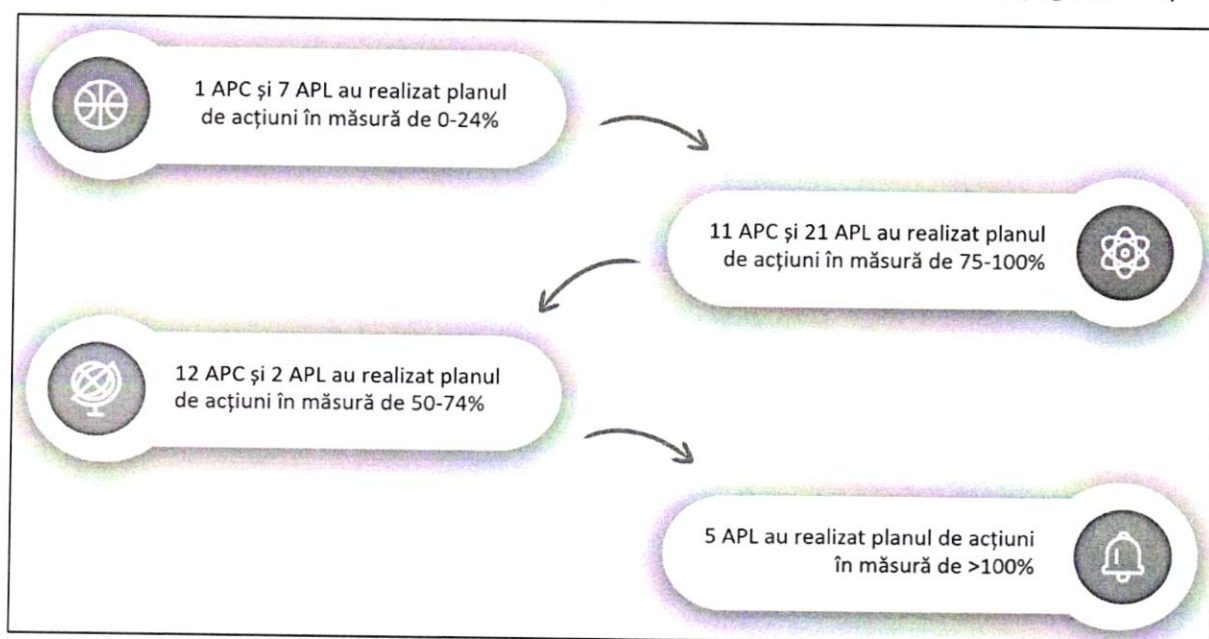 1 APC și 7 APL au realizat planul
de acțiuni în măsură de 0-24%
11 APC și 21 APL au realizat planul
de acțiuni în măsură de 75-100%
12 APC și 2 APL au realizat planul
de acțiuni în măsură de 50-74%
5 APL au realizat planul de acțiuni
în măsură de >100%